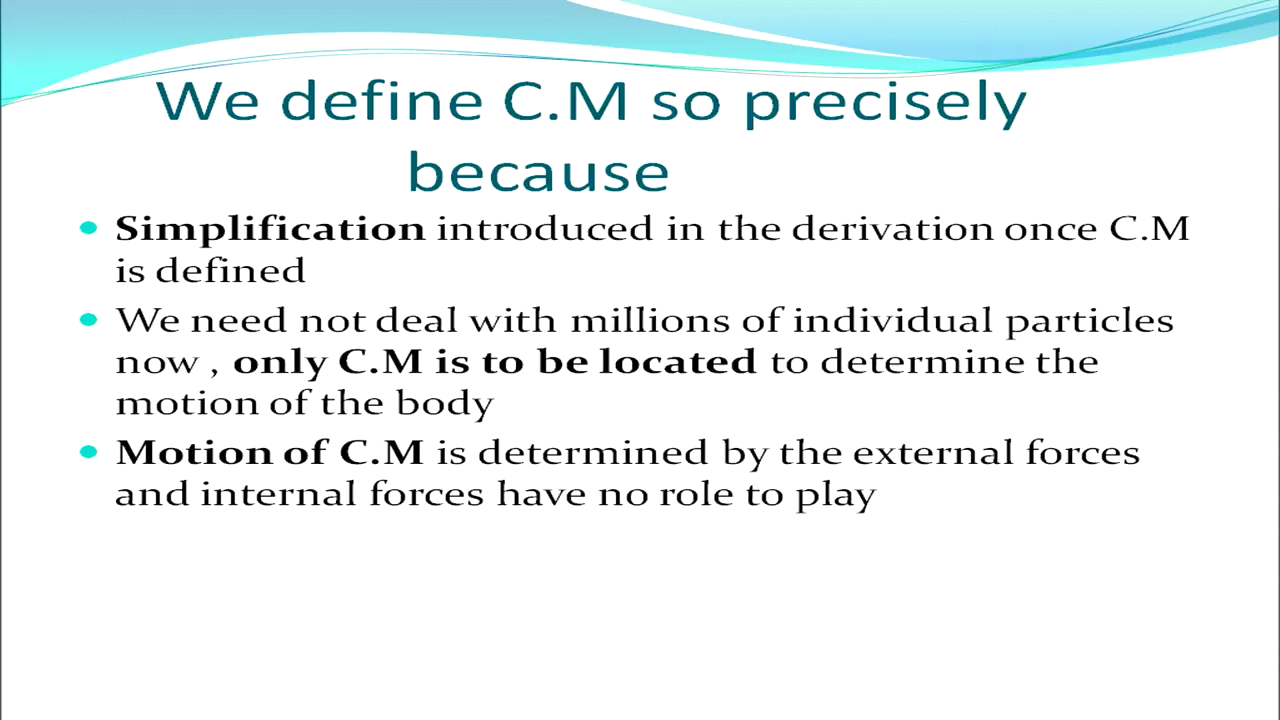 We define C.M so precisely
because
Simplification introduced in the derivation once C.M
is defined
We need not deal with millions of individual particles
now , only C.M is to be located to determine the
motion of the body
Motion of C.M is determined by the external forces
and internal forces have no role to play